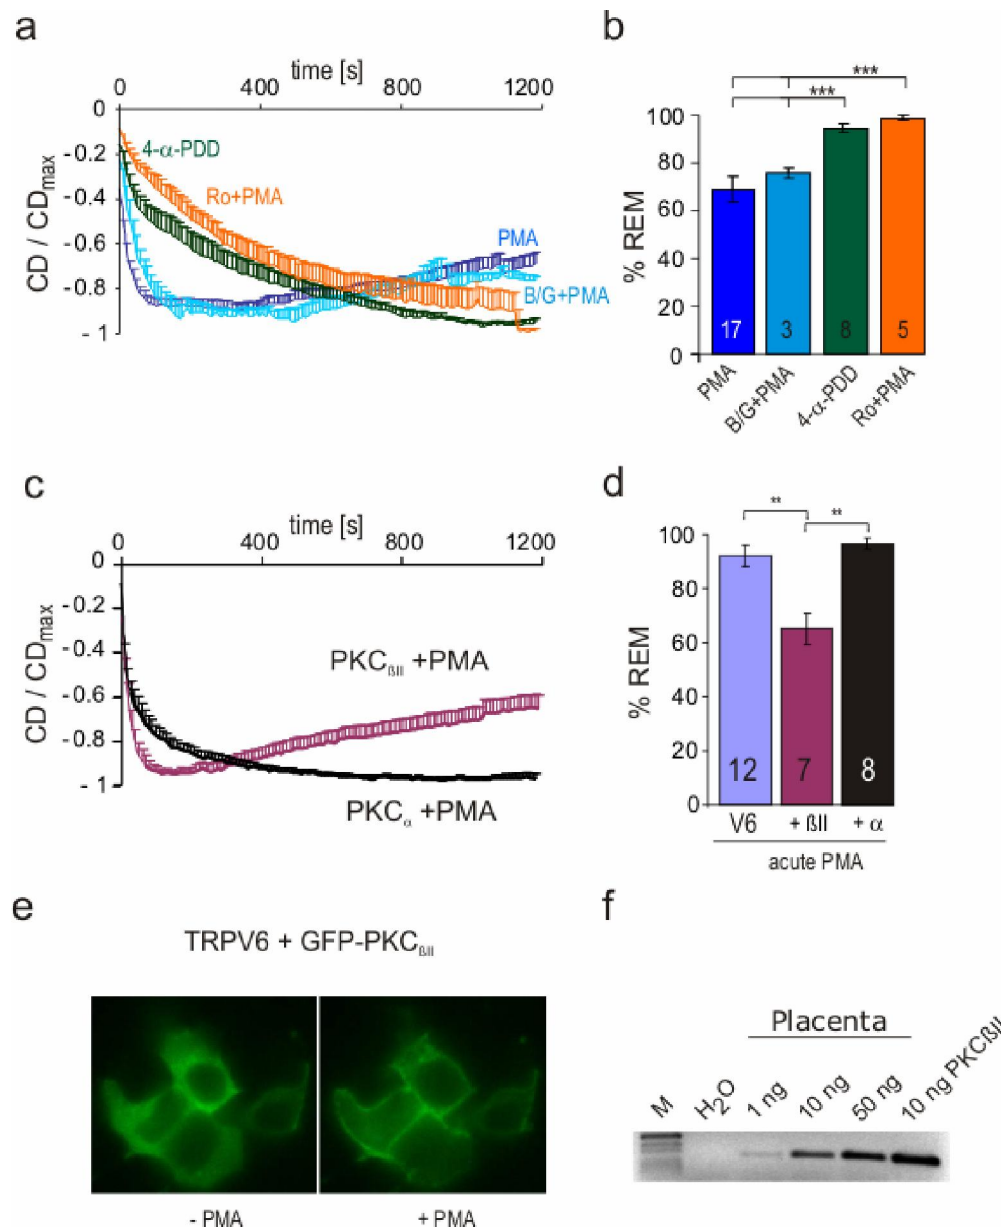 a
time [s]
0 400 800 1200
0
-0.2
-0.4
-0.6
-0.8
-1
CD / CDmax
4-α-PDD
Ro+PMA
PMA
B/G+PMA
b
***
***
100
80
60
40
20
0
% REM
17 3 8 5
PMA B/G+PMA 4-α-PDD Ro+PMA
c
time [s]
0 400 800 1200
0
-0.2
-0.4
-0.6
-0.8
-1
CD / CDmax
PKCßII +PMA
PKCα +PMA
d
** **
100
80
60
40
20
0
% REM
12 7 8
V6 + ßII + α
acute PMA
e
TRPV6 + GFP-PKCßII
- PMA + PMA
f
Placenta
M H2O 1 ng 10 ng 50 ng 10 ng PKCßII